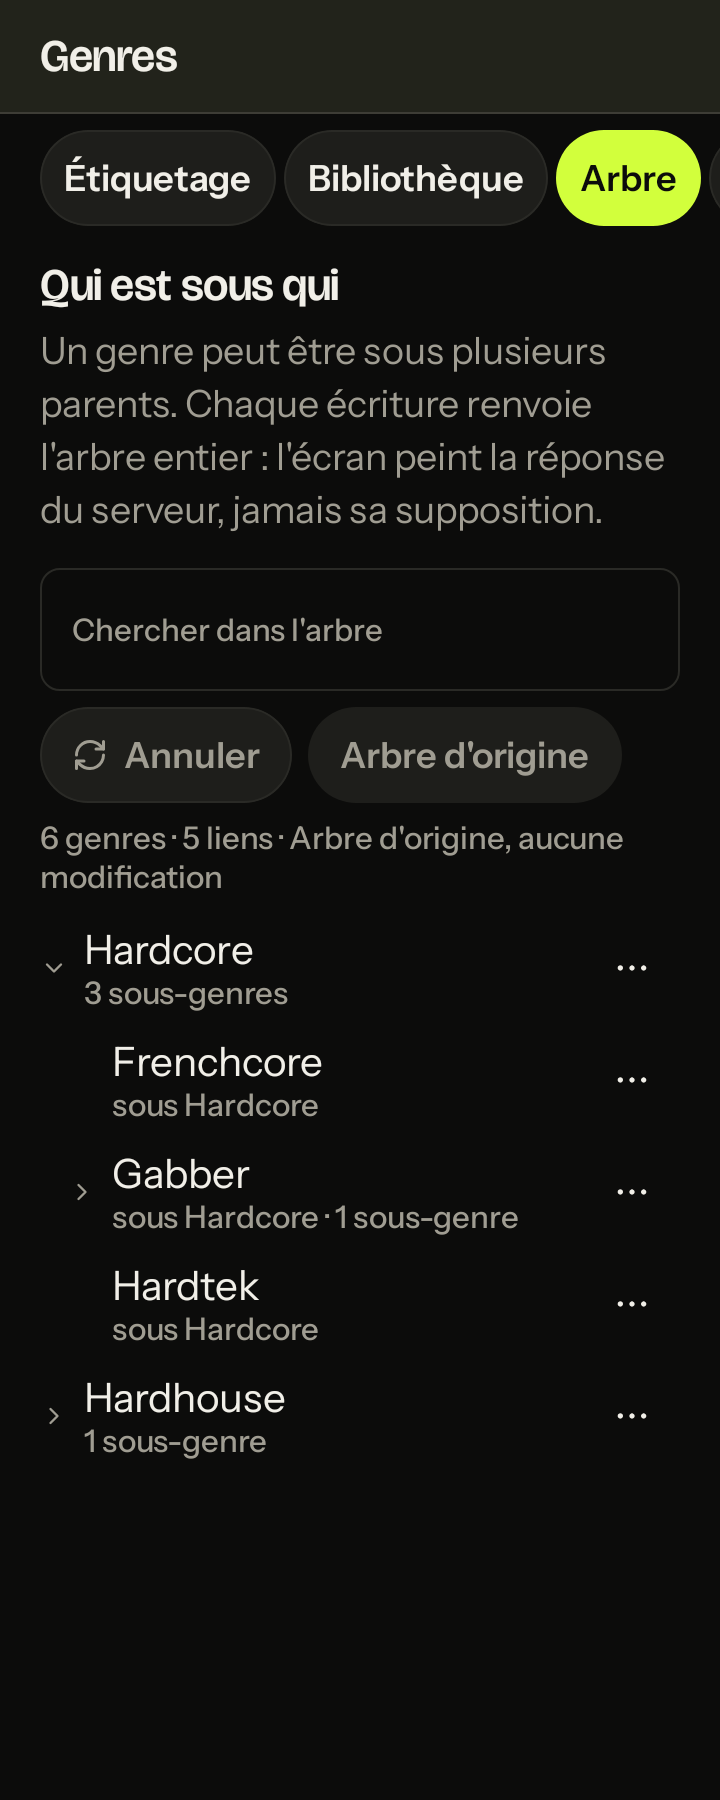 Genres
Étiquetage Bibliothèque Arbre
Qui est sous qui
Un genre peut être sous plusieurs
parents. Chaque écriture renvoie
l'arbre entier : l'écran peint la réponse
du serveur, jamais sa supposition.
Chercher dans l'arbre
Annuler Arbre d'origine
6 genres · 5 liens · Arbre d'origine, aucune
modification
Hardcore
3 sous-genres
Frenchcore
sous Hardcore
Gabber
sous Hardcore · 1 sous-genre
Hardtek
sous Hardcore
Hardhouse
1 sous-genre